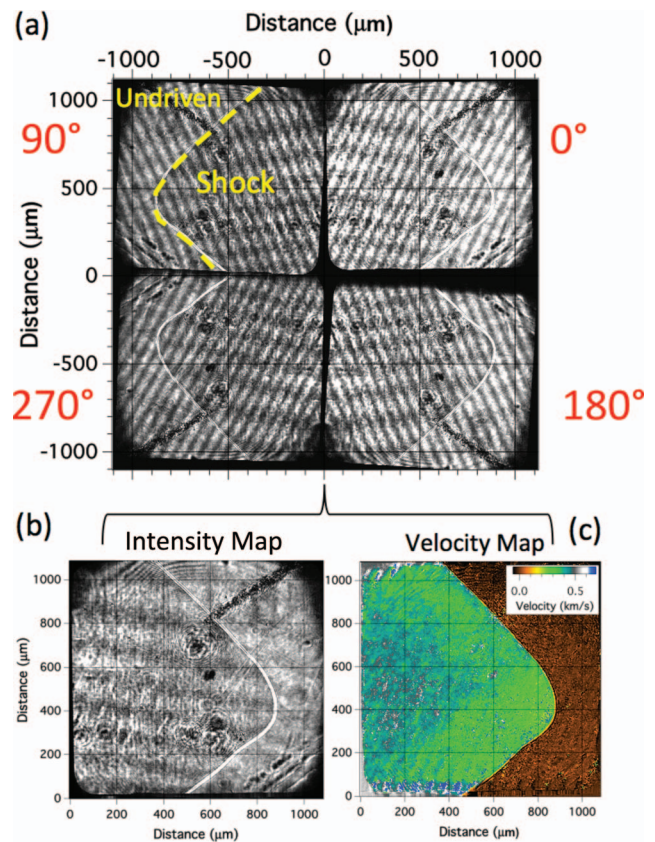 (a)
Distance (μm)
-1000 -500 0 500 1000
Undriven
Shock
90°
0°
270°
180°
Distance (μm)
1000
500
0
-500
-1000
(b)
Intensity Map
Velocity Map
(c)
Distance (μm)
1000
800
600
400
200
0
0 200 400 600 800 1000
Distance (μm)
0.0 0.5
Velocity (km/s)
Distance (μm)
1000
800
600
400
200
0
0 200 400 600 800 1000
Distance (μm)